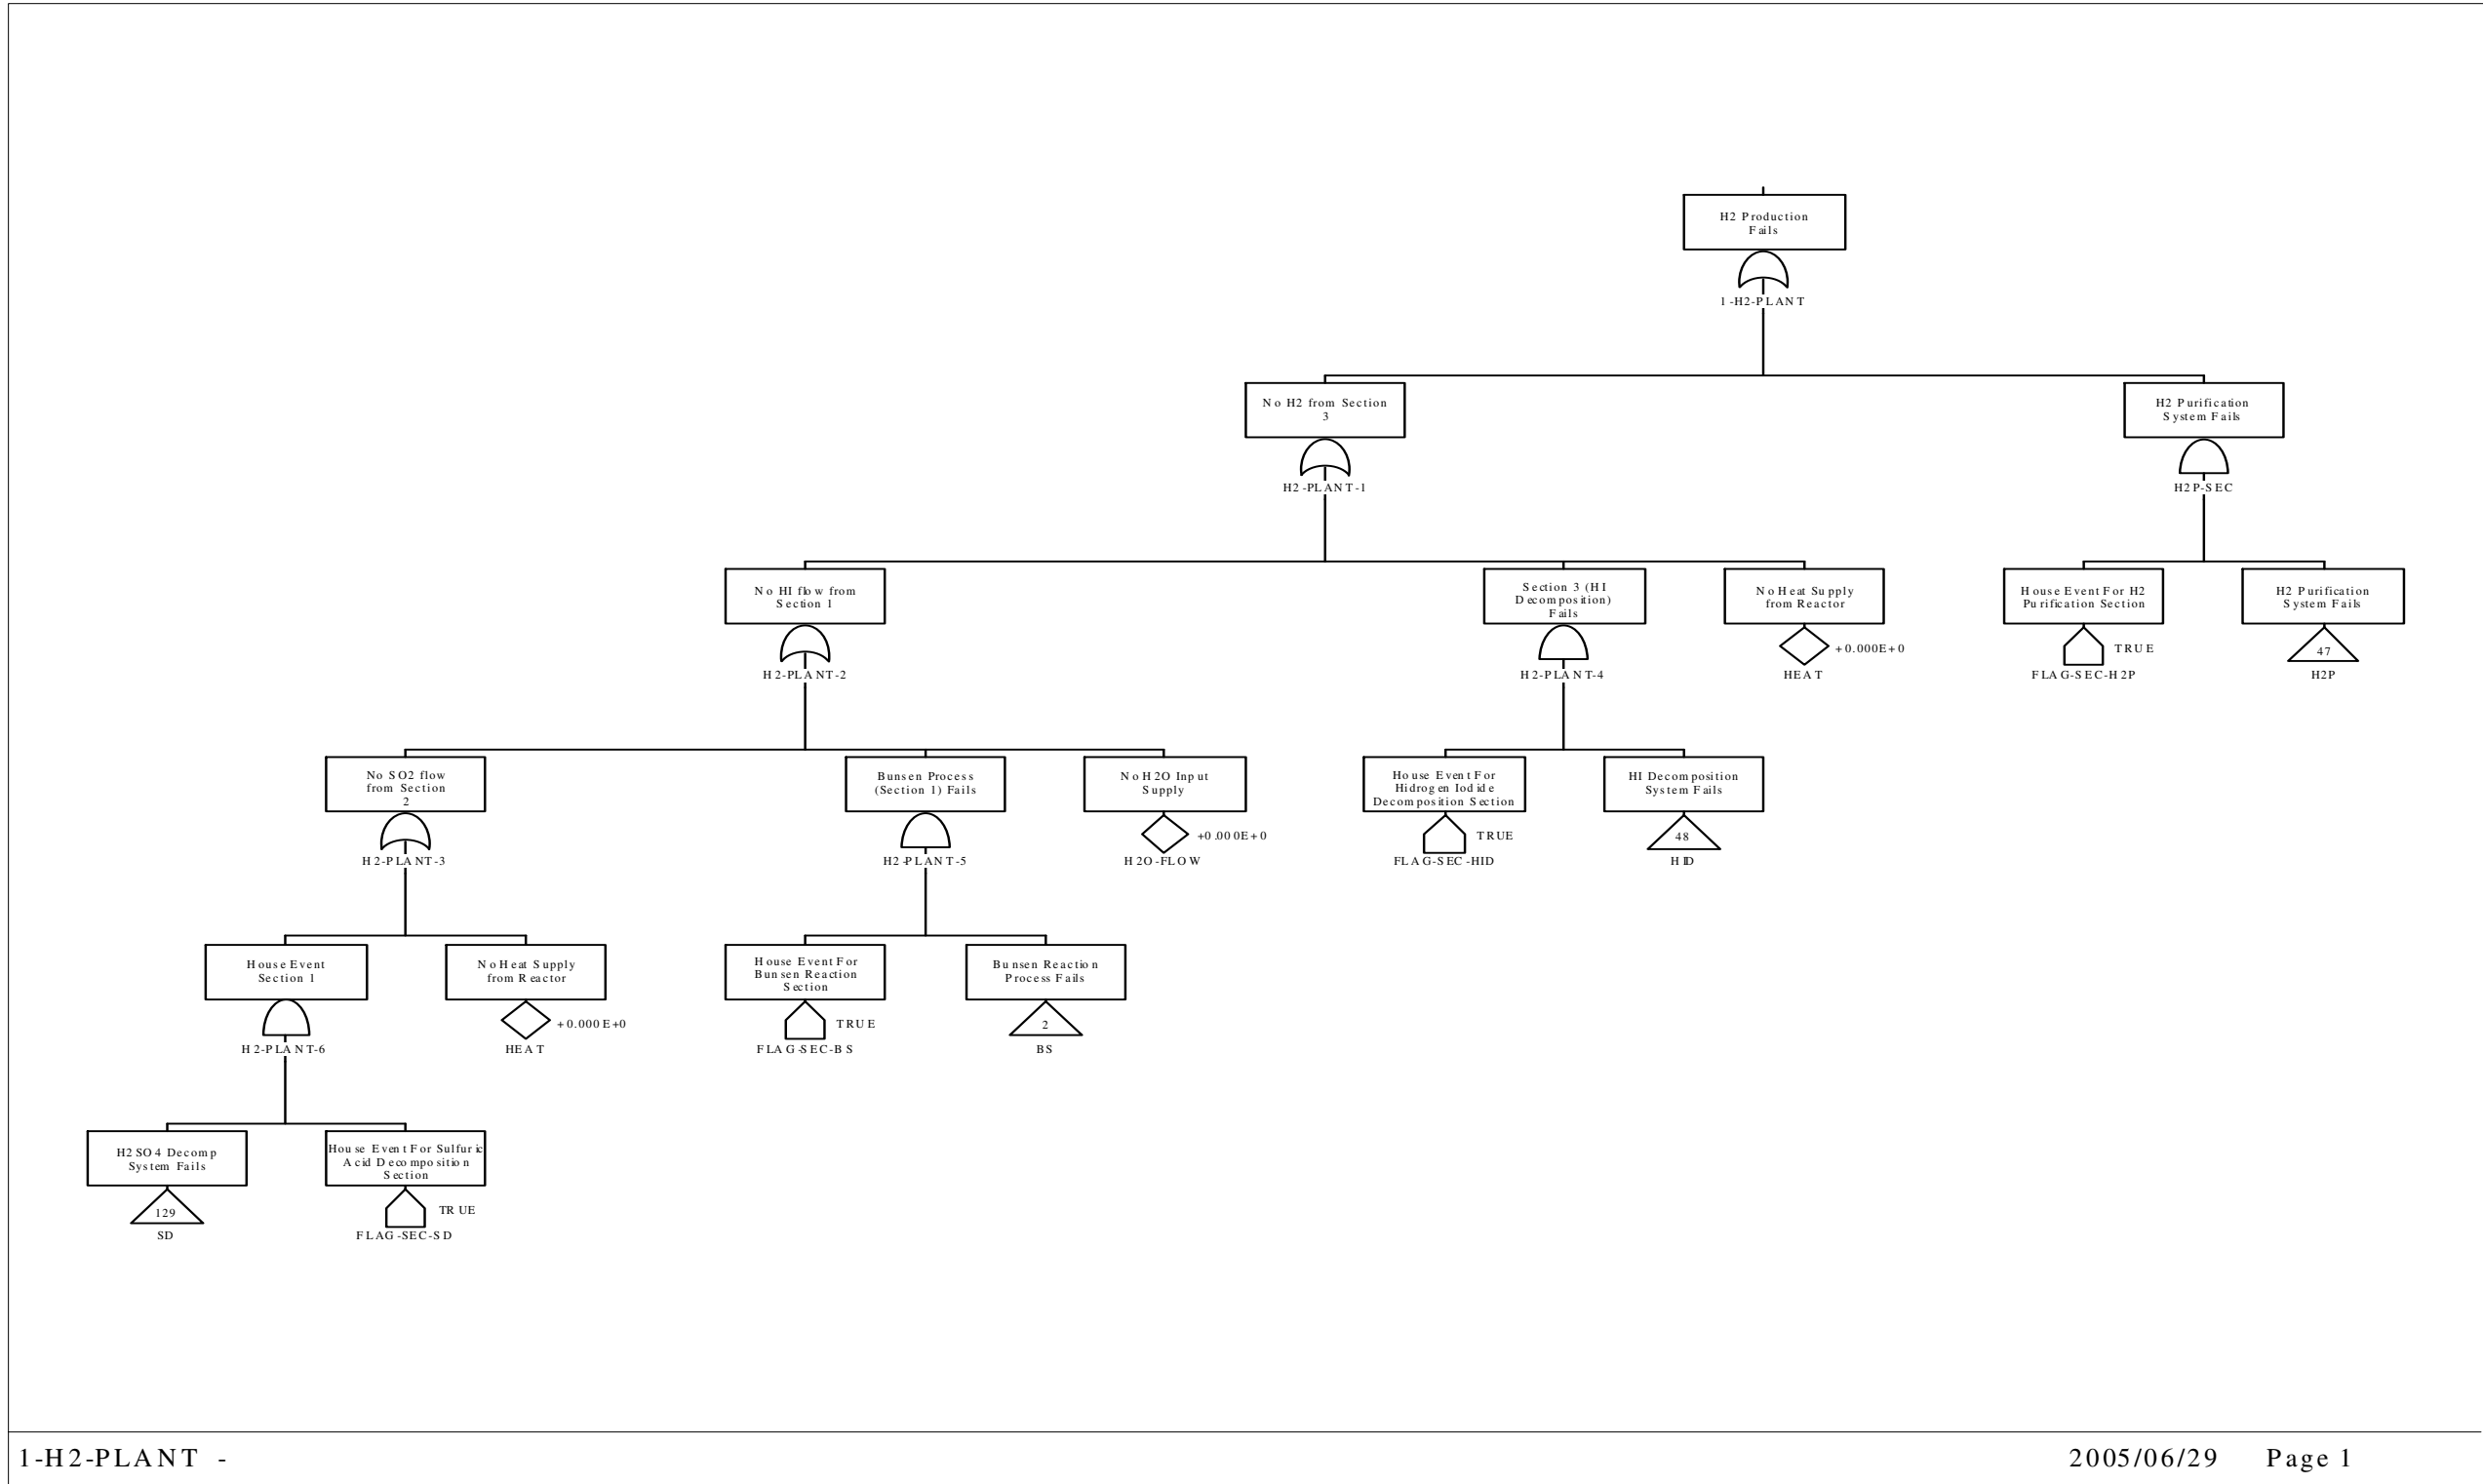 H2 Production
Fails
1-H2-PLANT
No H2 from Section
3
H2-PLANT-1
H2 Purification
System Fails
H2P-SEC
No HI flow from
Section 1
H2-PLANT-2
Section 3 (HI
Decomposition)
Fails
H2-PLANT-4
No Heat Supply
from Reactor
+0.000E+0
HEAT
House Event For H2
Purification Section
TRUE
FLAG-SEC-H2P
H2 Purification
System Fails
47
H2P
No SO2 flow
from Section
2
H2-PLANT-3
Bunsen Process
(Section 1) Fails
H2-PLANT-5
No H2O Input
Supply
+0.000E+0
H2O-FLOW
House Event For
Hidrogen Iodide
Decomposition Section
TRUE
FLAG-SEC-HID
HI Decomposition
System Fails
48
HID
House Event
Section 1
H2-PLANT-6
No Heat Supply
from Reactor
+0.000E+0
HEAT
House Event For
Bunsen Reaction
Section
TRUE
FLAG-SEC-BS
Bunsen Reaction
Process Fails
2
BS
H2SO4 Decomp
System Fails
129
SD
House Event For Sulfuric
Acid Decomposition
Section
TRUE
FLAG-SEC-SD
1-H2-PLANT -
2005/06/29 Page 1